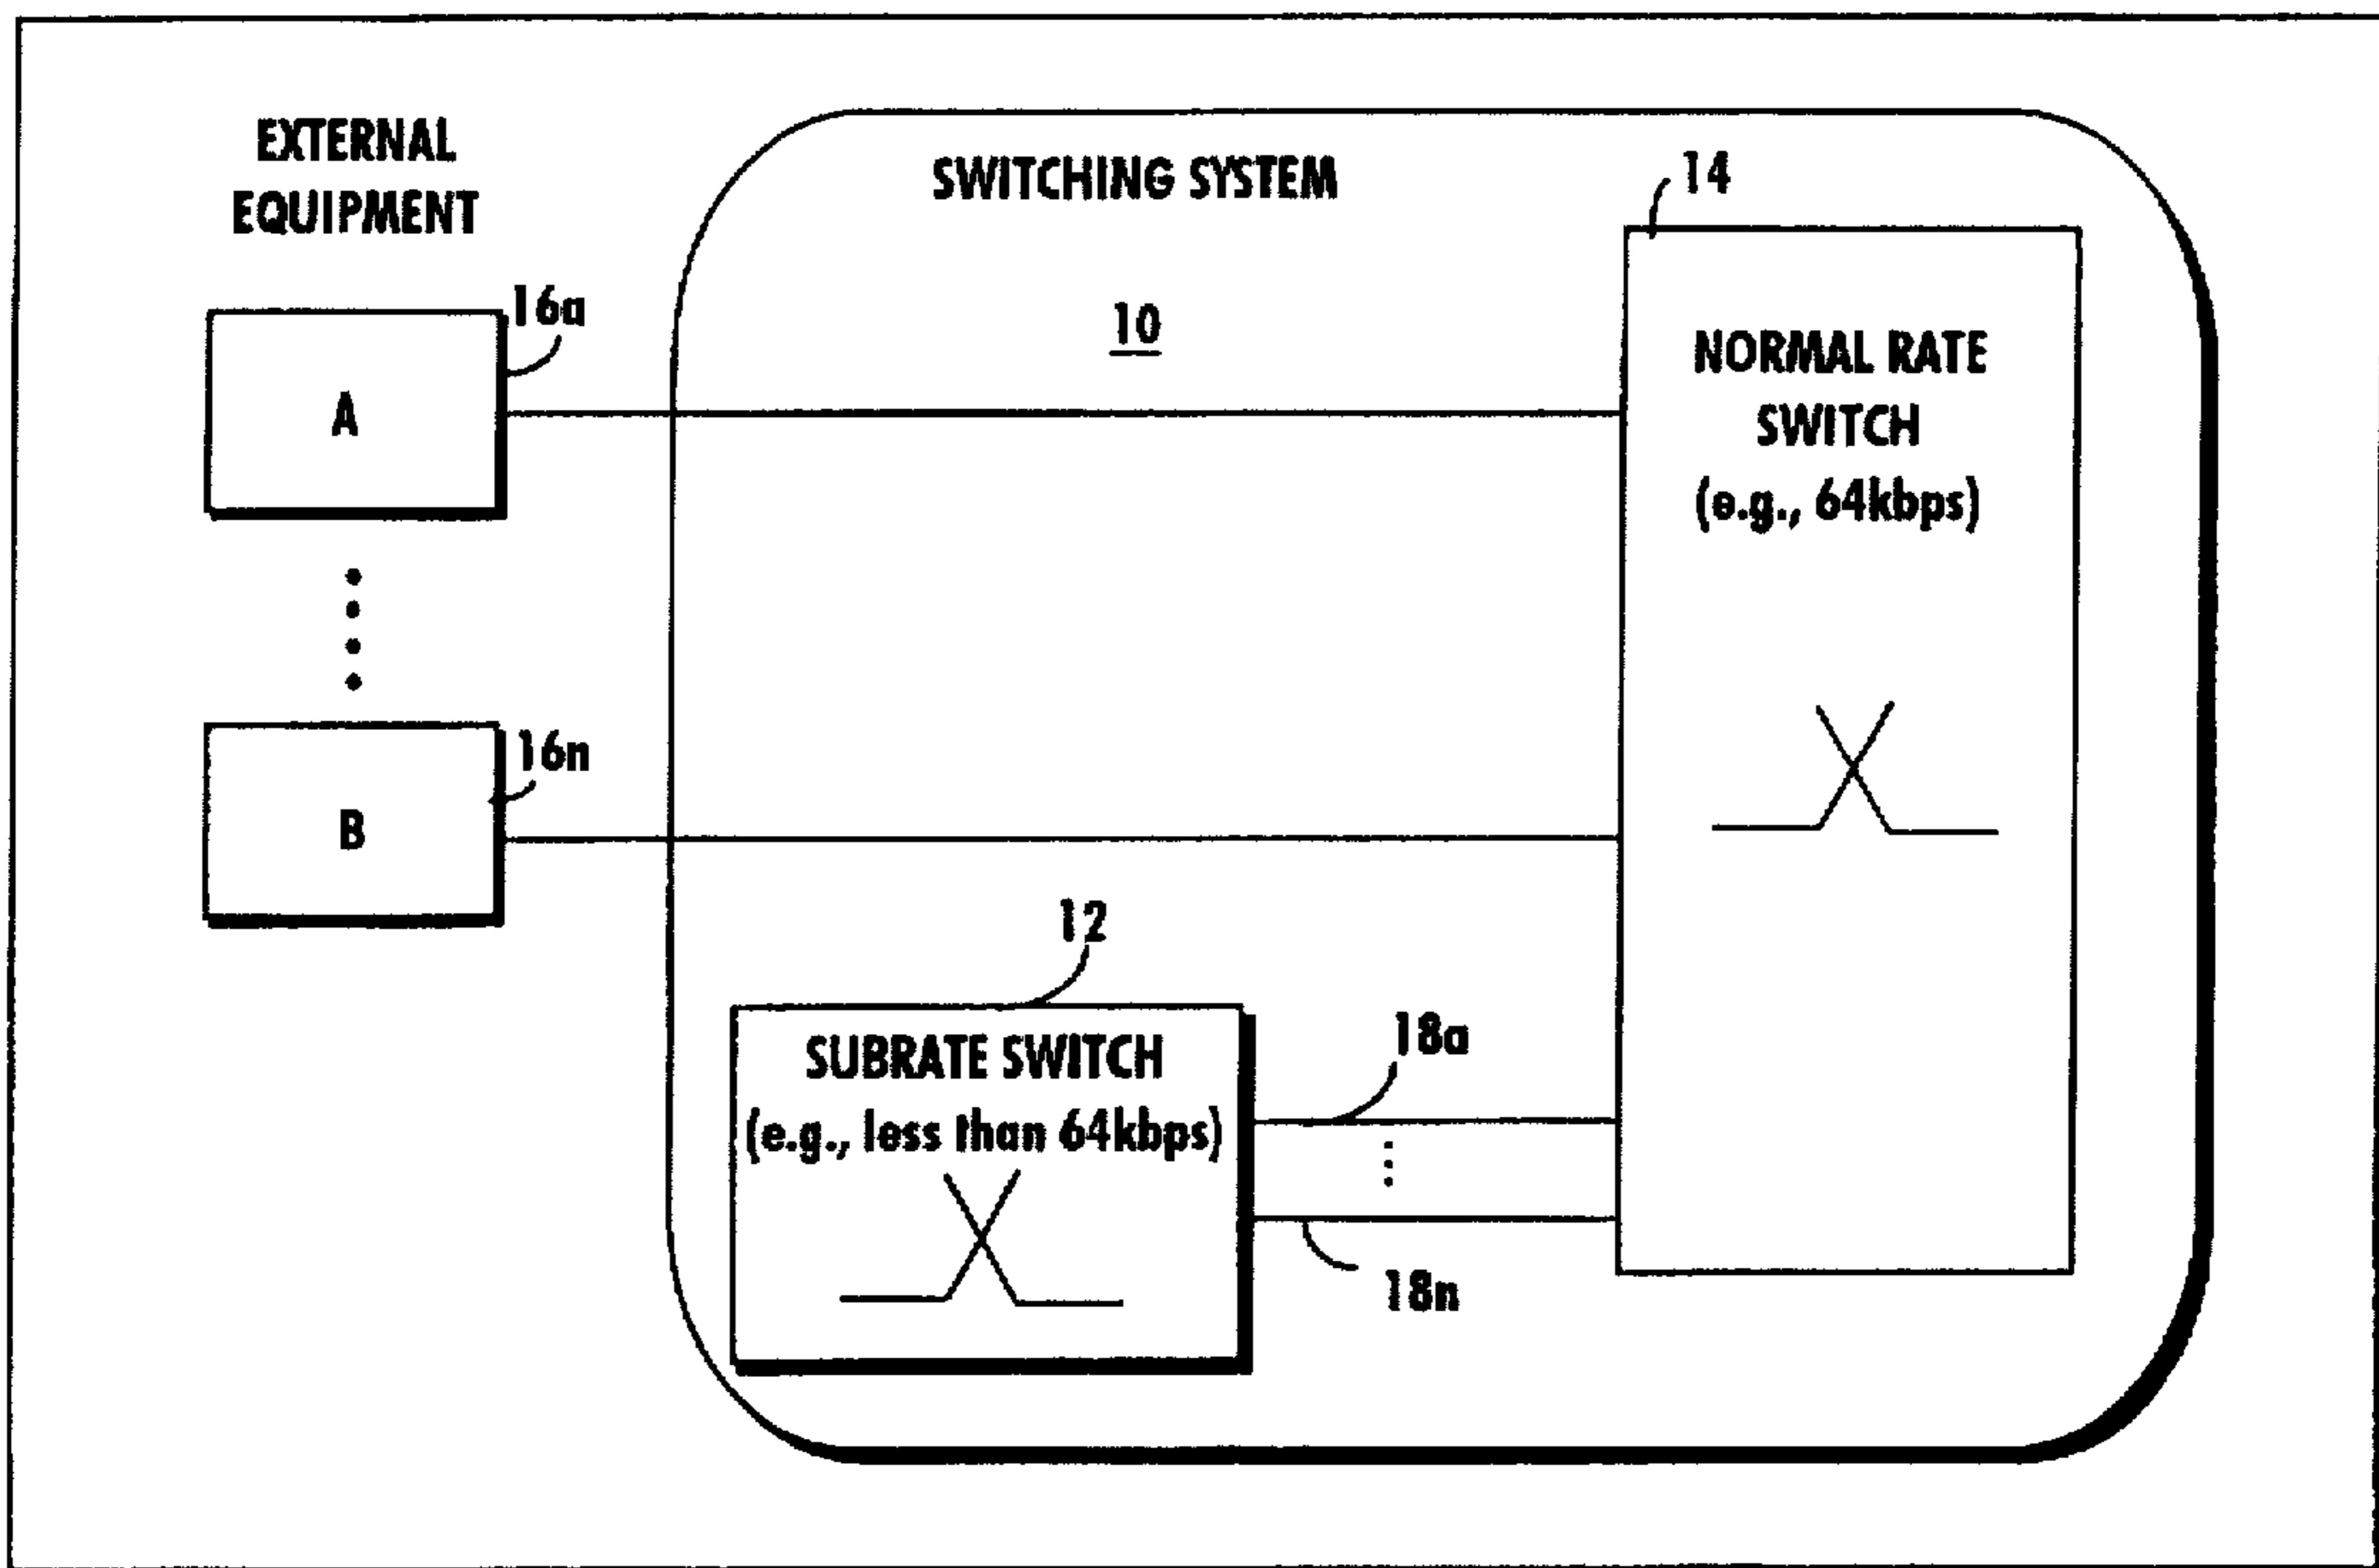 EXTERNAL
EQUIPMENT
SWITCHING SYSTEM
10
14
NORMAL RATE
SWITCH
(e.g., 64kbps)
16a
A
16n
B
12
SUBRATE SWITCH
(e.g., less than 64kbps)
18a
18n